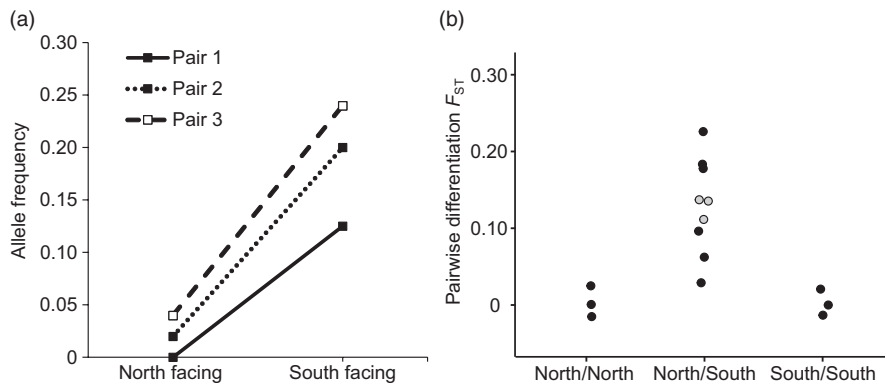 (a)
0.30
0.25
0.20
0.15
0.10
0.05
0
Allele frequency
Pair 1
Pair 2
Pair 3
North facing South facing
(b)
0.30
0.20
0.10
0
Pairwise differentiation FST
North/North North/South South/South